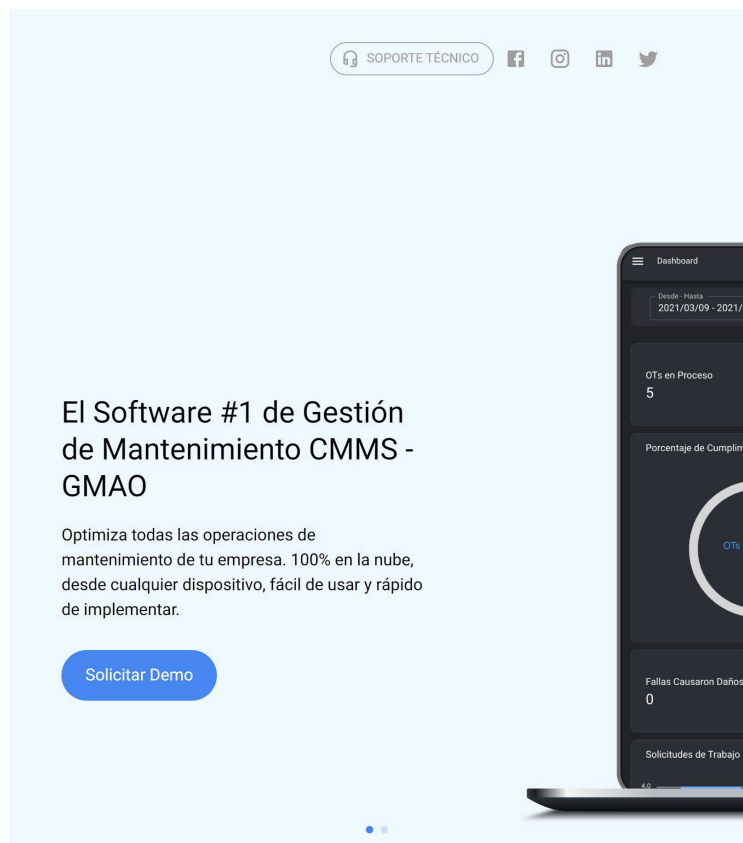 SOPORTE TÉCNICO
Dashboard
Desde - Hasta
2021/03/09 - 2021/
OTs en Proceso
5
Porcentaje de Cumplim
OTs
El Software #1 de Gestión
de Mantenimiento CMMS -
GMAO
Optimiza todas las operaciones de
mantenimiento de tu empresa. 100% en la nube,
desde cualquier dispositivo, fácil de usar y rápido
de implementar.
Solicitar Demo
Fallas Causaron Daños
0
Solicitudes de Trabajo
4.0